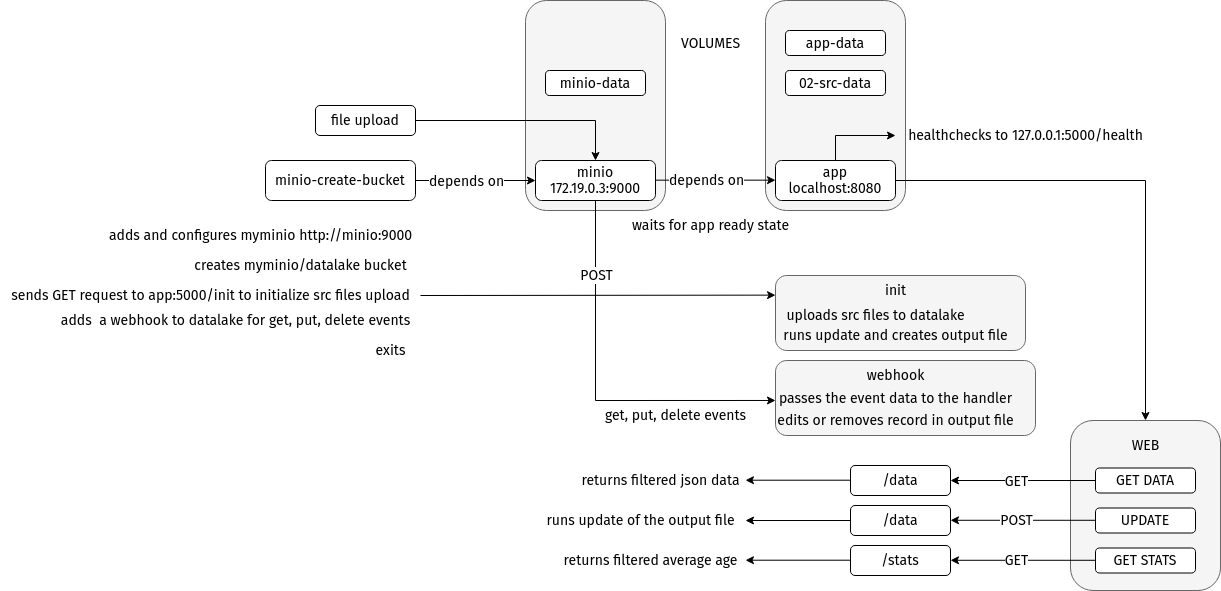 VOLUMES
app-data
minio-data
02-src-data
file upload
healthchecks to 127.0.0.1:5000/health
minio-create-bucket
depends on
minio
172.19.0.3:9000
depends on
app
localhost:8080
waits for app ready state
adds and configures myminio http://minio:9000
creates myminio/datalake bucket
POST
sends GET request to app:5000/init to initialize src files upload
adds  a webhook to datalake for get, put, delete events
exits
init
uploads src files to datalake
runs update and creates output file
webhook
passes the event data to the handler
edits or removes record in output file
get, put, delete events
WEB
returns filtered json data
/data
GET
GET DATA
runs update of the output file
/data
POST
UPDATE
returns filtered average age
/stats
GET
GET STATS